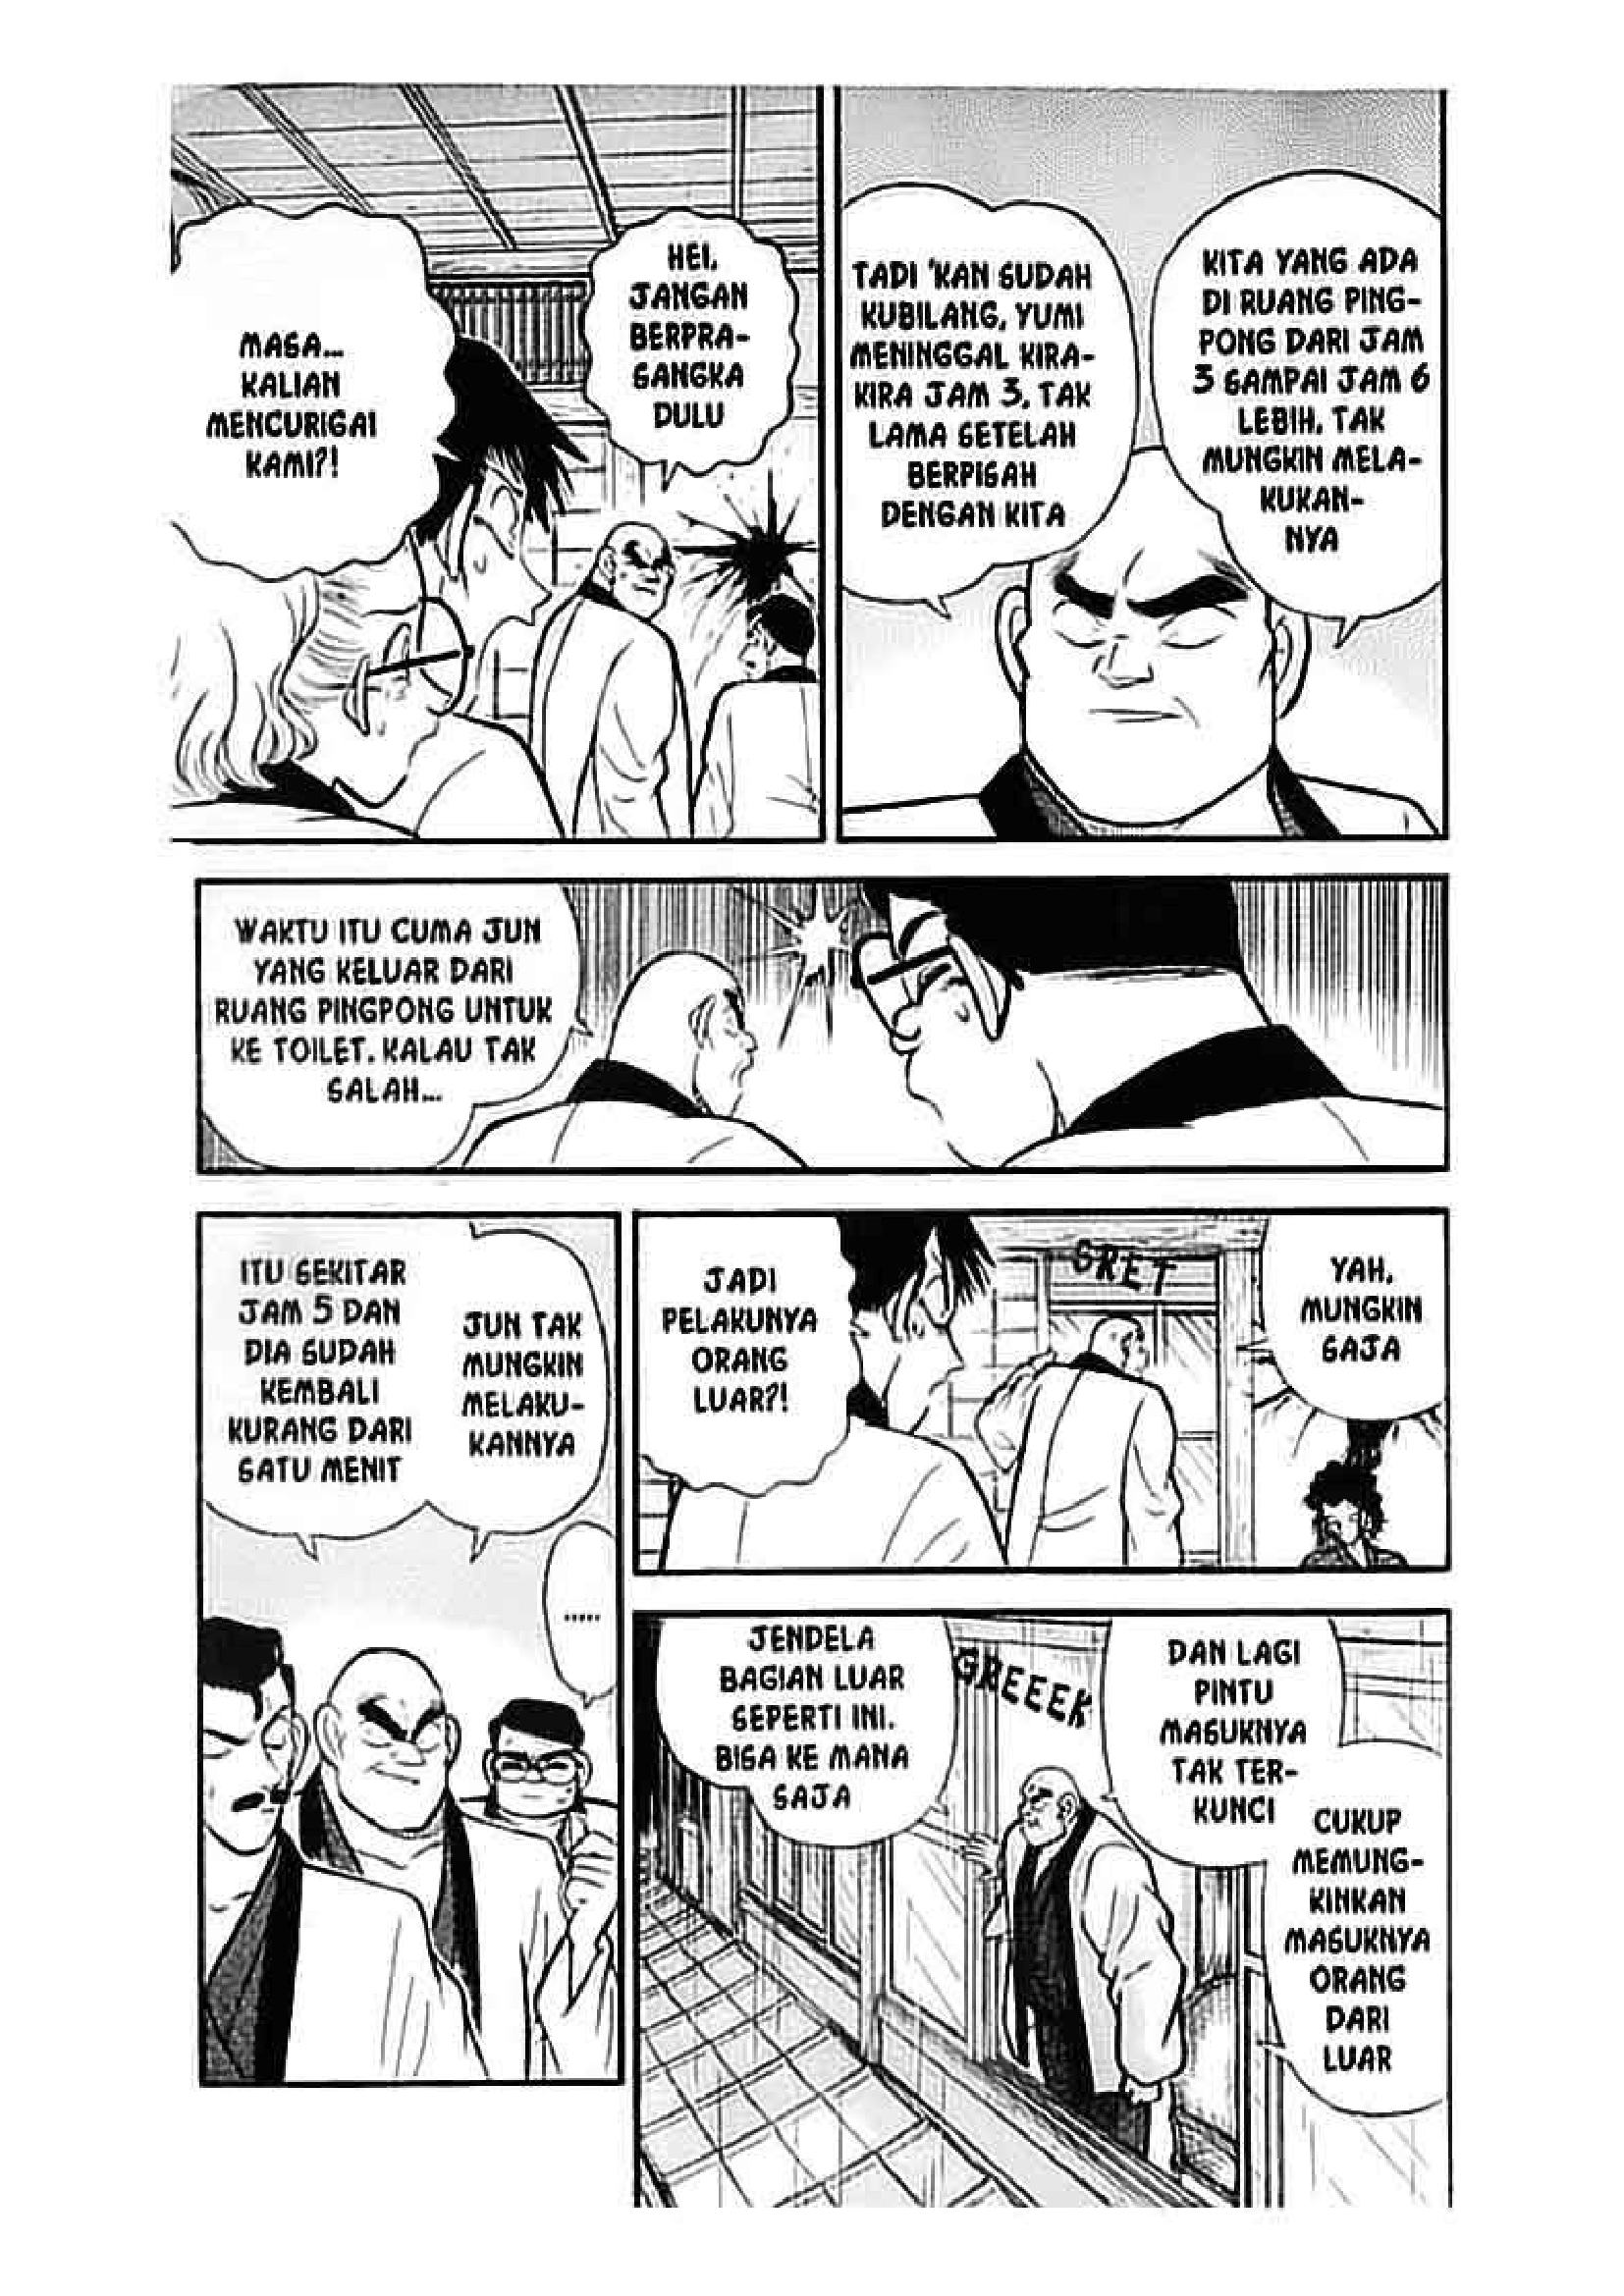 MASA...
KALIAN
MENCURIGAI
KAMI?!
HEI,
JANGAN
BERPRA-
SANGKA
DULU
TADI 'KAN SUDAH
KUBILANG, YUMI
MENINGGAL KIRA-
KIRA JAM 3, TAK
LAMA SETELAH
BERPISAH
DENGAN KITA
KITA YANG ADA
DI RUANG PING-
PONG DARI JAM
3 SAMPAI JAM 6
LEBIH, TAK
MUNGKIN MELA-
KUKAN-
NYA
WAKTU ITU CUMA JUN
YANG KELUAR DARI
RUANG PINGPONG UNTUK
KE TOILET. KALAU TAK
SALAH...
ITU SEKITAR
JAM 5 DAN
DIA SUDAH
KEMBALI
KURANG DARI
SATU MENIT
JUN TAK
MUNGKIN
MELAKU-
KANNYA
.....
JADI
PELAKUNYA
ORANG
LUAR?!
SRET
YAH,
MUNGKIN
SAJA
JENDELA
BAGIAN LUAR
SEPERTI INI.
BISA KE MANA
SAJA
GREEEK
DAN LAGI
PINTU
MASUKNYA
TAK TER-
KUNCI
CUKUP
MEMUNG-
KINKAN
MASUKNYA
ORANG
DARI
LUAR